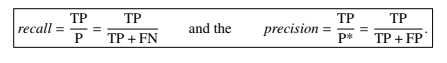 recall = TP/P = TP/(TP + FN) and the precision = TP/P* = TP/(TP + FP).